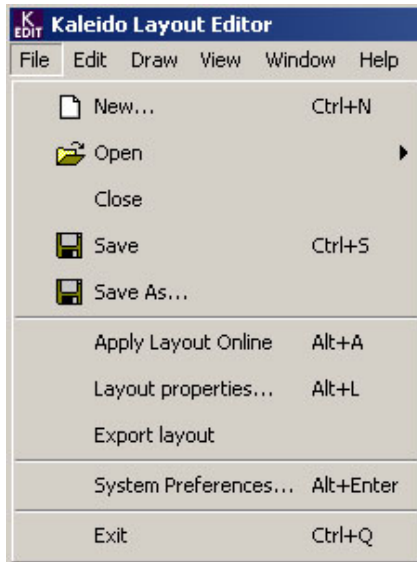 K EDIT Kaleido Layout Editor
File Edit Draw View Window Help
New... Ctrl+N
Open
Close
Save Ctrl+S
Save As...
Apply Layout Online Alt+A
Layout properties... Alt+L
Export layout
System Preferences... Alt+Enter
Exit Ctrl+Q